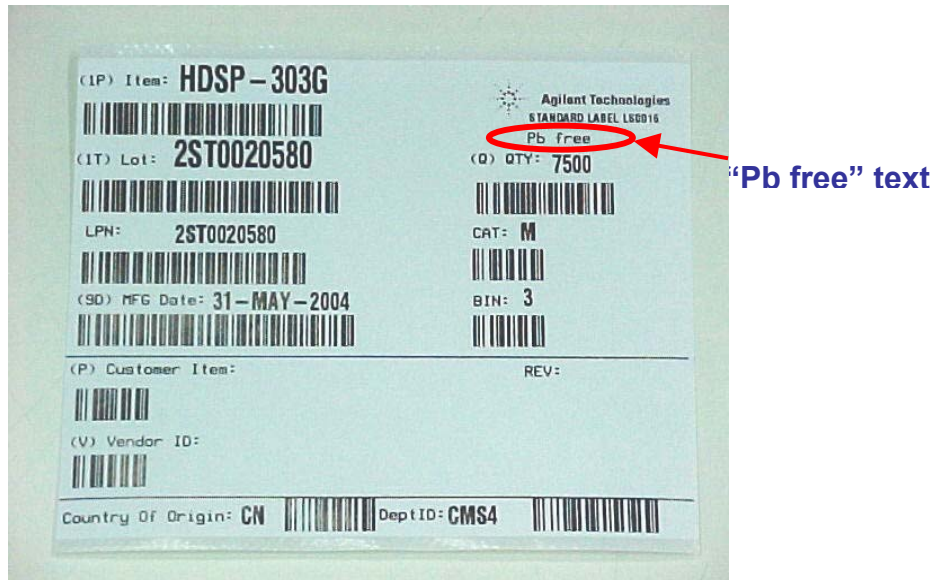 (1P) Item: HDSP-303G
Agilent Technologies
STANDARD LABEL LS0016
Pb free
(1T) Lot: 2ST0020580
(Q) QTY: 7500
"Pb free" text
LPN: 2ST0020580
CAT: M
(9D) MFG Date: 31-MAY-2004
BIN: 3
(P) Customer Item:
REV:
(V) Vendor ID:
Country Of Origin: CN
DeptID: CMS4